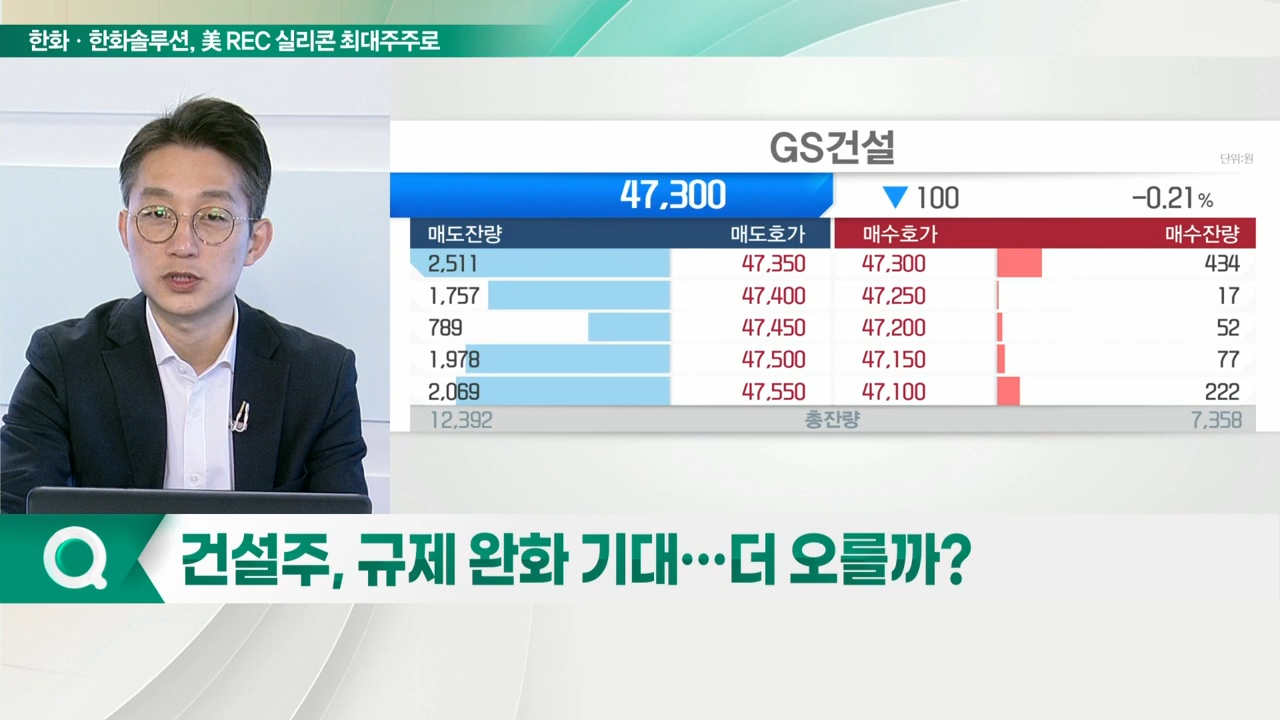 한화·한화솔루션, 美 REC 실리콘 최대주주로
GS건설
단위:원
47,300 ▼ 100 -0.21%
매도잔량 매도호가 매수호가 매수잔량
2,511 47,350 47,300 434
1,757 47,400 47,250 17
789 47,450 47,200 52
1,978 47,500 47,150 77
2,069 47,550 47,100 222
12,392 총잔량 7,358
건설주, 규제 완화 기대…더 오를까?